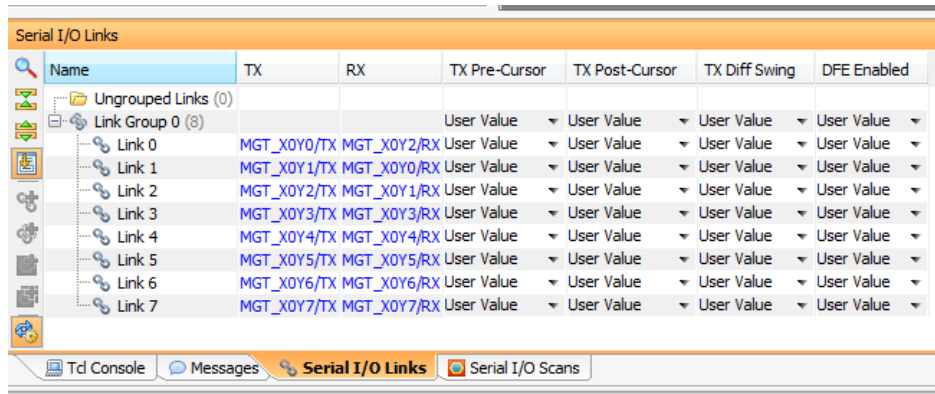 Serial I/O Links
Name TX RX TX Pre-Cursor TX Post-Cursor TX Diff Swing DFE Enabled
Ungrouped Links (0)
Link Group 0 (8) User Value User Value User Value User Value
Link 0 MGT_X0Y0/TX MGT_X0Y2/RX User Value User Value User Value User Value
Link 1 MGT_X0Y1/TX MGT_X0Y0/RX User Value User Value User Value User Value
Link 2 MGT_X0Y2/TX MGT_X0Y1/RX User Value User Value User Value User Value
Link 3 MGT_X0Y3/TX MGT_X0Y3/RX User Value User Value User Value User Value
Link 4 MGT_X0Y4/TX MGT_X0Y4/RX User Value User Value User Value User Value
Link 5 MGT_X0Y5/TX MGT_X0Y5/RX User Value User Value User Value User Value
Link 6 MGT_X0Y6/TX MGT_X0Y6/RX User Value User Value User Value User Value
Link 7 MGT_X0Y7/TX MGT_X0Y7/RX User Value User Value User Value User Value
Tcl Console Messages Serial I/O Links Serial I/O Scans